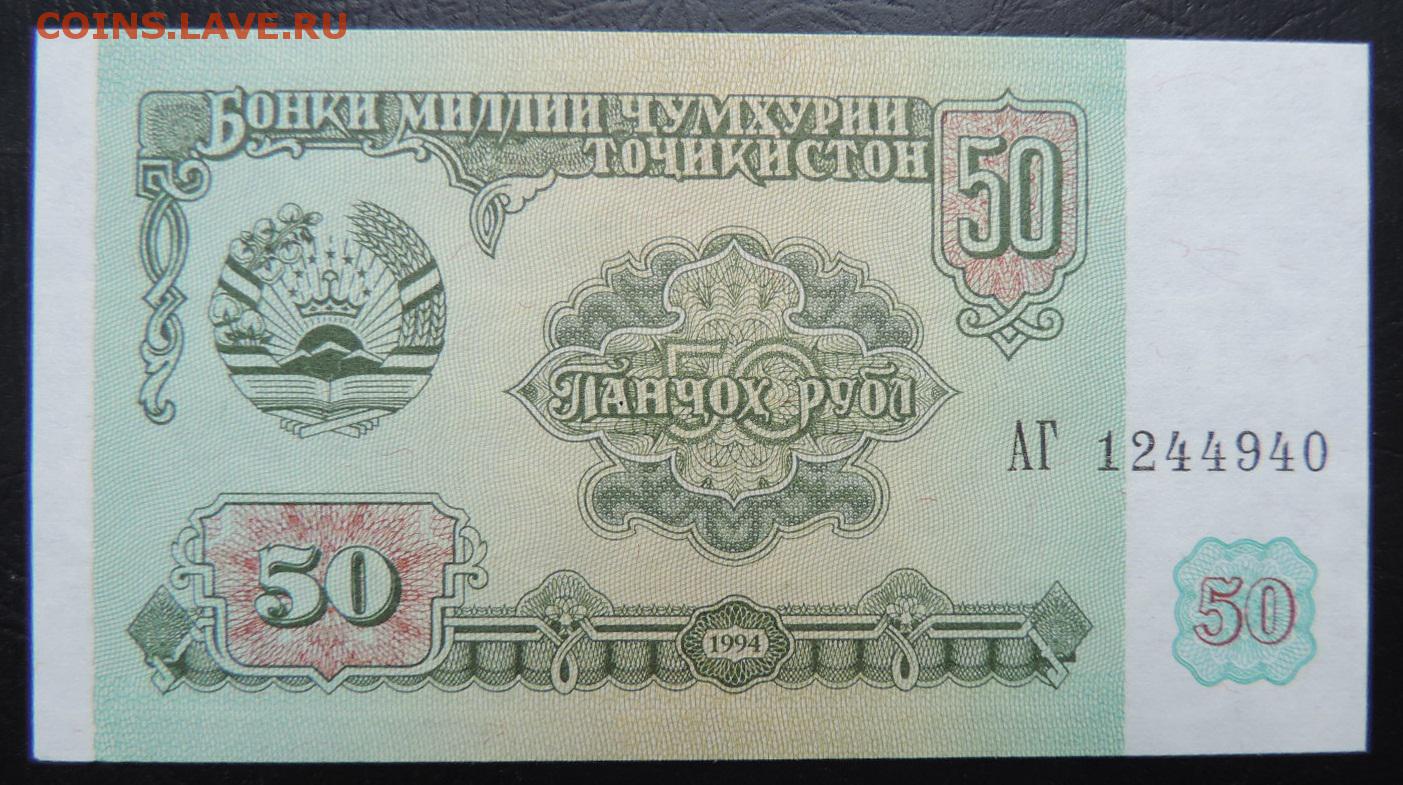 COINS.LAVE.RU
БОНКИ МИЛЛИИ ҶУМҲУРИИ
ТОҶИКИСТОН
50
50
ПАНҶОҲ РУБЛ
АГ 1244940
50
1994
50